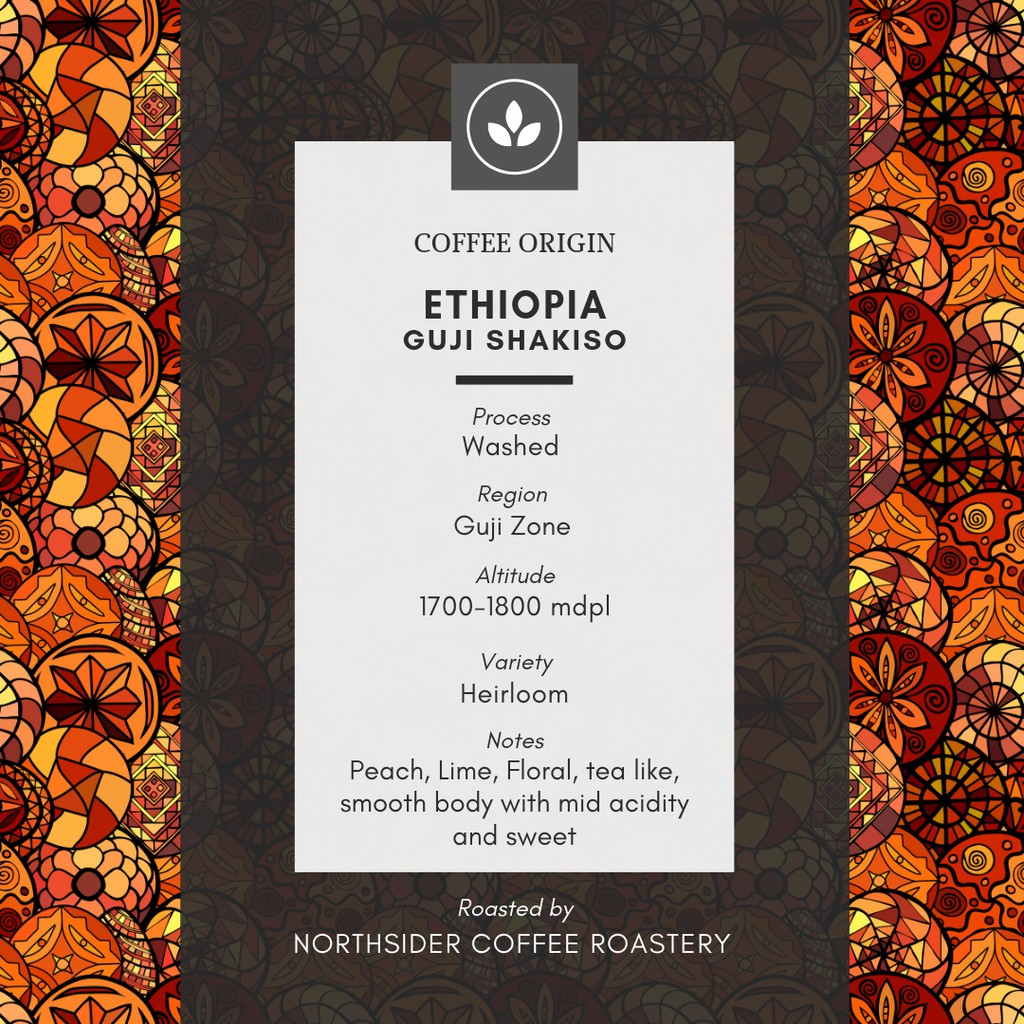 COFFEE ORIGIN
ETHIOPIA
GUJI SHAKISO
Process
Washed
Region
Guji Zone
Altitude
1700-1800 mdpl
Variety
Heirloom
Notes
Peach, Lime, Floral, tea like,
smooth body with mid acidity
and sweet
Roasted by
NORTHSIDER COFFEE ROASTERY